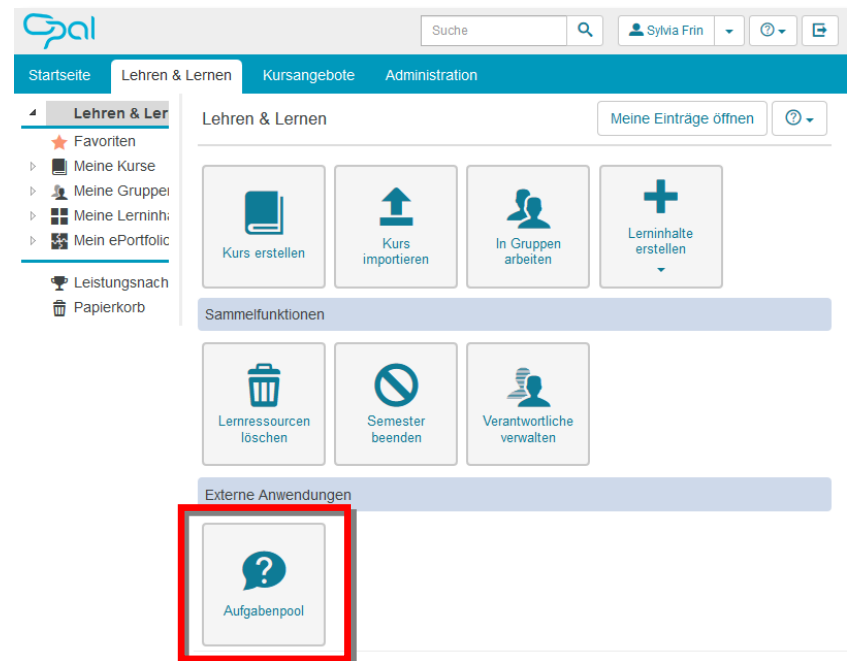 Opal
Suche
Sylvia Frin
Startseite Lehren & Lernen Kursangebote Administration
Lehren & Ler
Favoriten
Meine Kurse
Meine Gruppe
Meine Lerninh
Mein ePortfolio
Leistungsnach
Papierkorb
Lehren & Lernen
Meine Einträge öffnen
Kurs erstellen
Kurs
importieren
In Gruppen
arbeiten
Lerninhalte
erstellen
Sammelfunktionen
Lernressourcen
löschen
Semester
beenden
Verantwortliche
verwalten
Externe Anwendungen
Aufgabenpool